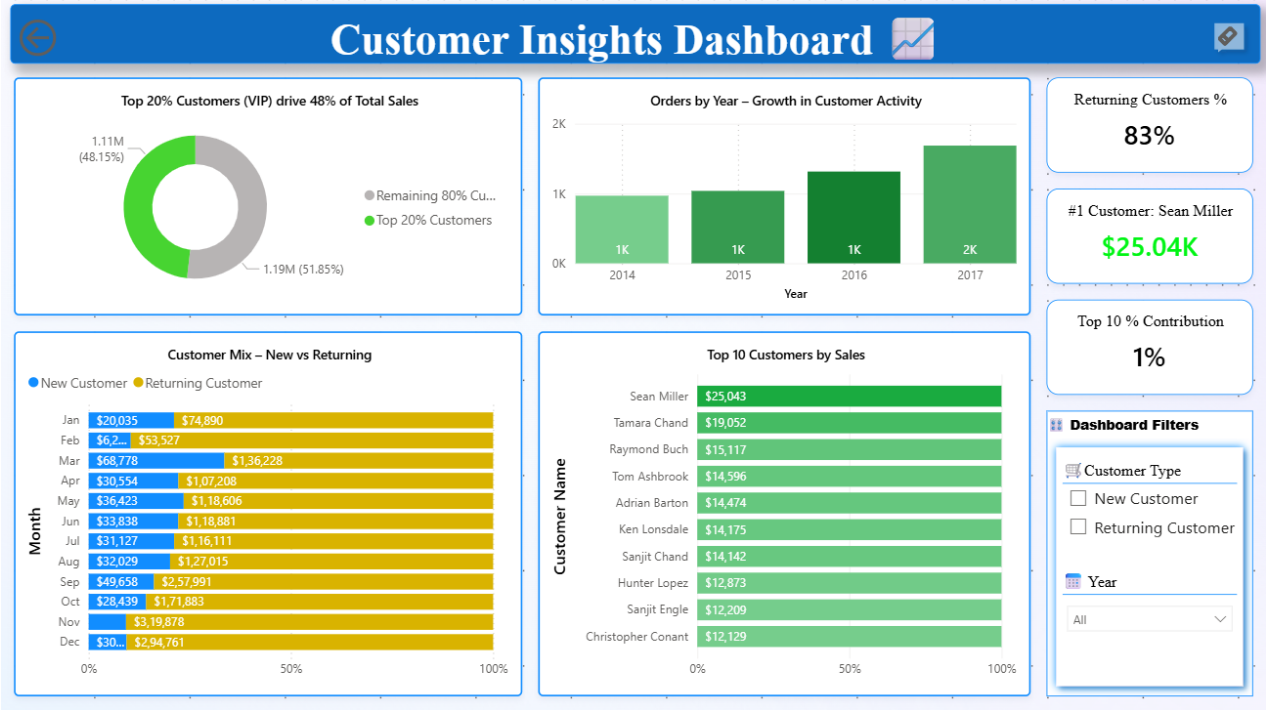 Customer Insights Dashboard
Top 20% Customers (VIP) drive 48% of Total Sales
1.11M
(48.15%)
Remaining 80% Cu...
Top 20% Customers
1.19M (51.85%)
Orders by Year – Growth in Customer Activity
2K
1K
0K
1K
1K
1K
2K
2014
2015
2016
2017
Year
Returning Customers %
83%
#1 Customer: Sean Miller
$25.04K
Top 10 % Contribution
1%
Customer Mix – New vs Returning
New Customer
Returning Customer
Month
Jan $20,035 $74,890
Feb $6,2... $53,527
Mar $68,778 $1,36,228
Apr $30,554 $1,07,208
May $36,423 $1,18,606
Jun $33,838 $1,18,881
Jul $31,127 $1,16,111
Aug $32,029 $1,27,015
Sep $49,658 $2,57,991
Oct $28,439 $1,71,883
Nov $3,19,878
Dec $30... $2,94,761
0% 50% 100%
Top 10 Customers by Sales
Customer Name
Sean Miller $25,043
Tamara Chand $19,052
Raymond Buch $15,117
Tom Ashbrook $14,596
Adrian Barton $14,474
Ken Lonsdale $14,175
Sanjit Chand $14,142
Hunter Lopez $12,873
Sanjit Engle $12,209
Christopher Conant $12,129
0% 50% 100%
Dashboard Filters
Customer Type
New Customer
Returning Customer
Year
All